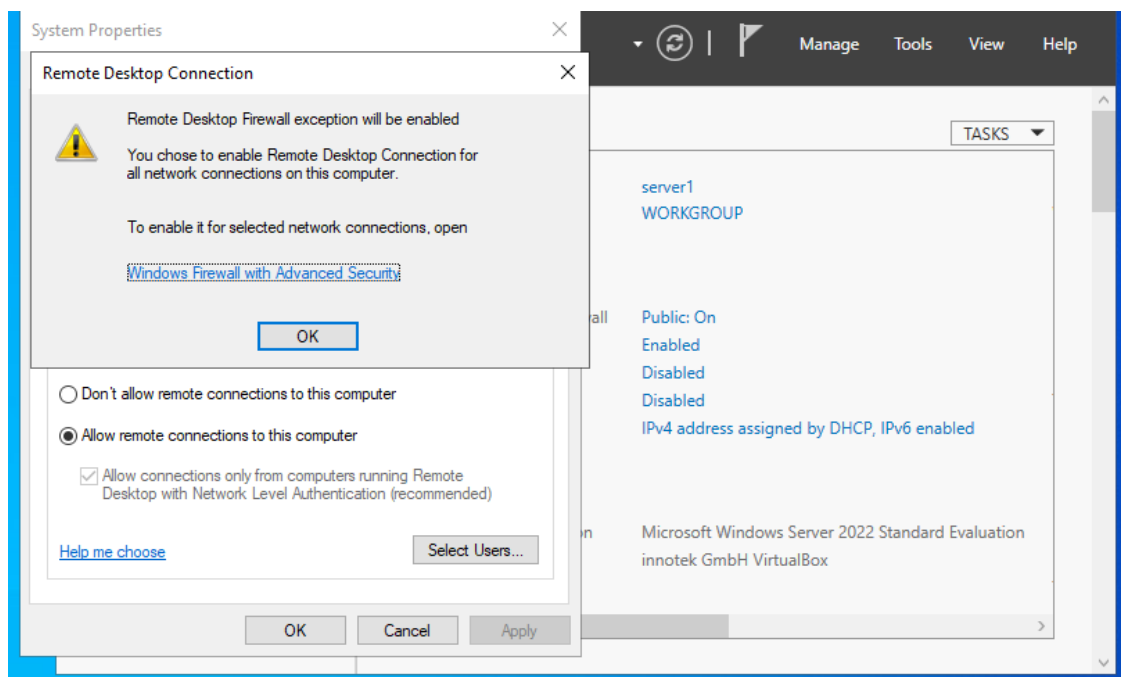 System Properties
Manage Tools View Help
Remote Desktop Connection
Remote Desktop Firewall exception will be enabled
You chose to enable Remote Desktop Connection for
all network connections on this computer.
To enable it for selected network connections, open
Windows Firewall with Advanced Security
OK
Don't allow remote connections to this computer
Allow remote connections to this computer
Allow connections only from computers running Remote
Desktop with Network Level Authentication (recommended)
Help me choose
Select Users...
OK Cancel Apply
TASKS
server1
WORKGROUP
Public: On
Enabled
Disabled
Disabled
IPv4 address assigned by DHCP, IPv6 enabled
Microsoft Windows Server 2022 Standard Evaluation
innotek GmbH VirtualBox